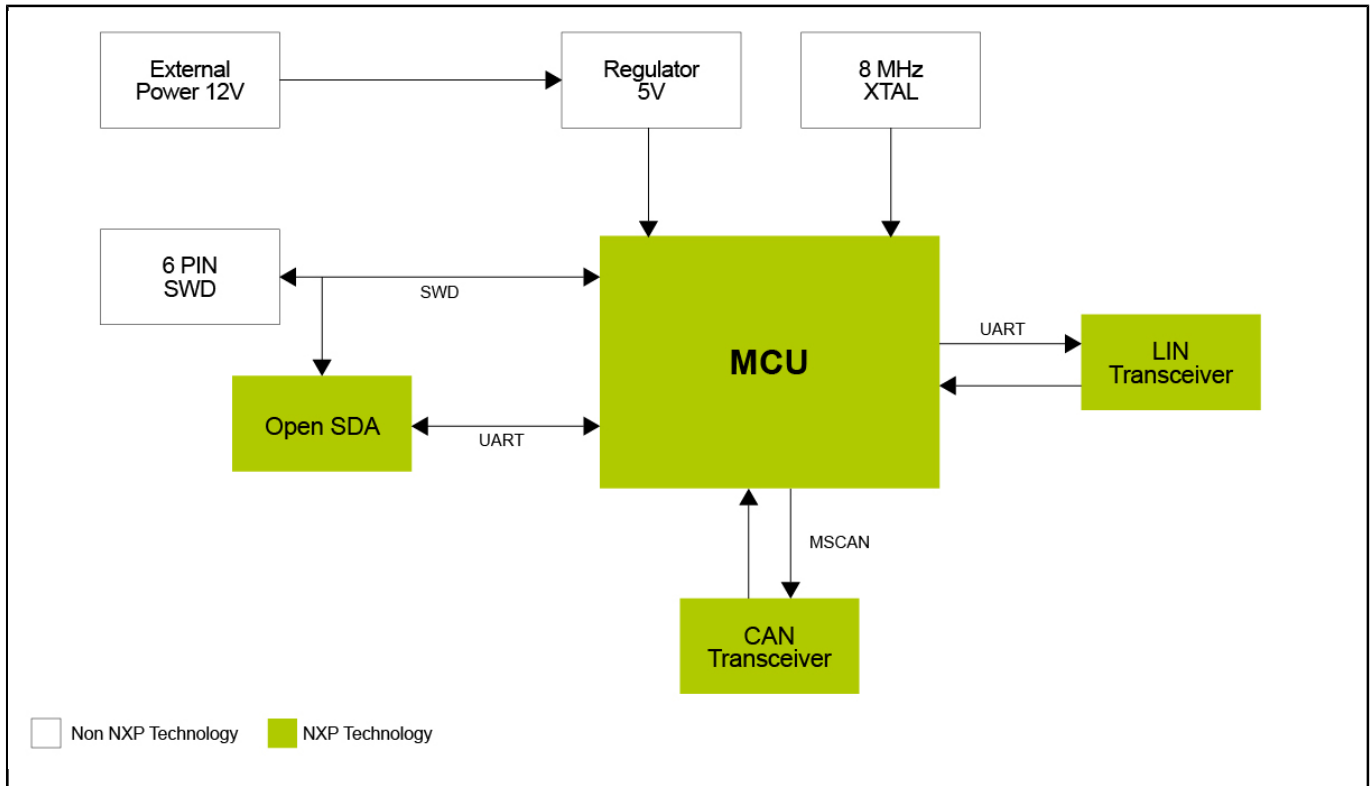 External
Power 12V
Regulator
5V
8 MHz
XTAL
6 PIN
SWD
SWD
MCU
UART
LIN
Transceiver
Open SDA
UART
MSCAN
CAN
Transceiver
Non NXP Technology
NXP Technology